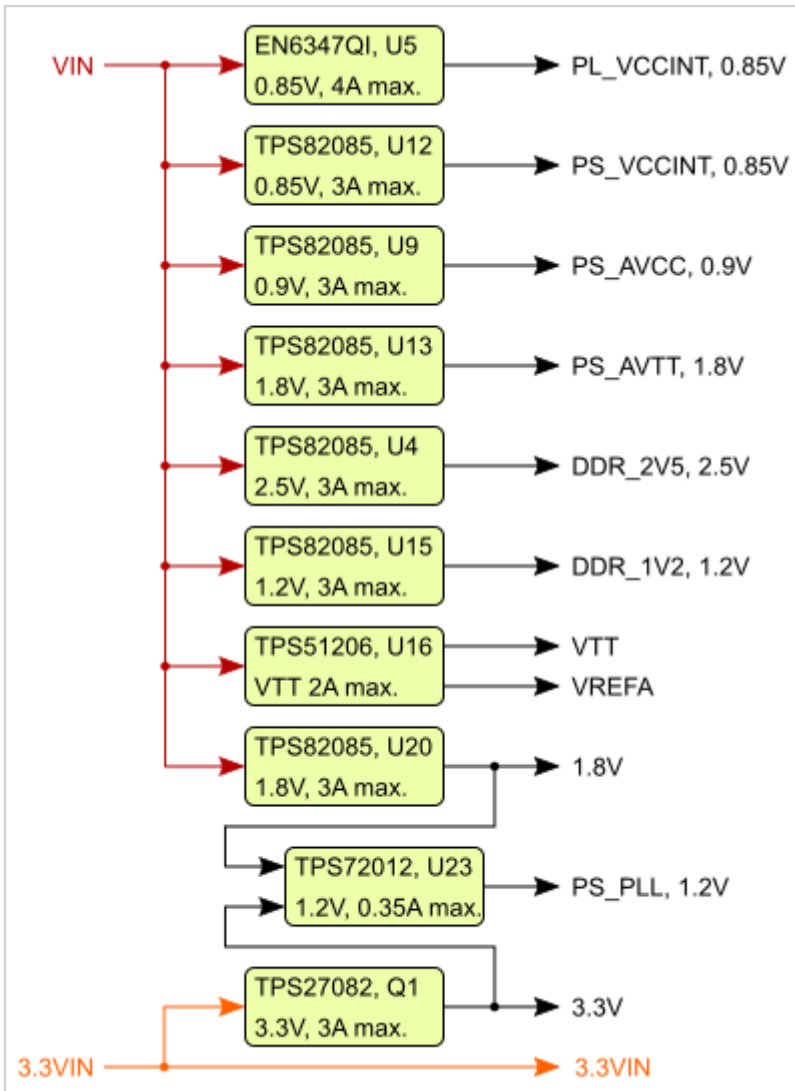 EN6347QI, U5
VIN
0.85V, 4A max.
PL_VCCINT, 0.85V
TPS82085, U12
0.85V, 3A max.
PS_VCCINT, 0.85V
TPS82085, U9
0.9V, 3A max.
PS_AVCC, 0.9V
TPS82085, U13
1.8V, 3A max.
PS_AVTT, 1.8V
TPS82085, U4
2.5V, 3A max.
DDR_2V5, 2.5V
TPS82085, U15
1.2V, 3A max.
DDR_1V2, 1.2V
TPS51206, U16
VTT 2A max.
VTT
VREFA
TPS82085, U20
1.8V, 3A max.
1.8V
TPS72012, U23
1.2V, 0.35A max.
PS_PLL, 1.2V
TPS27082, Q1
3.3V, 3A max.
3.3V
3.3VIN
3.3VIN